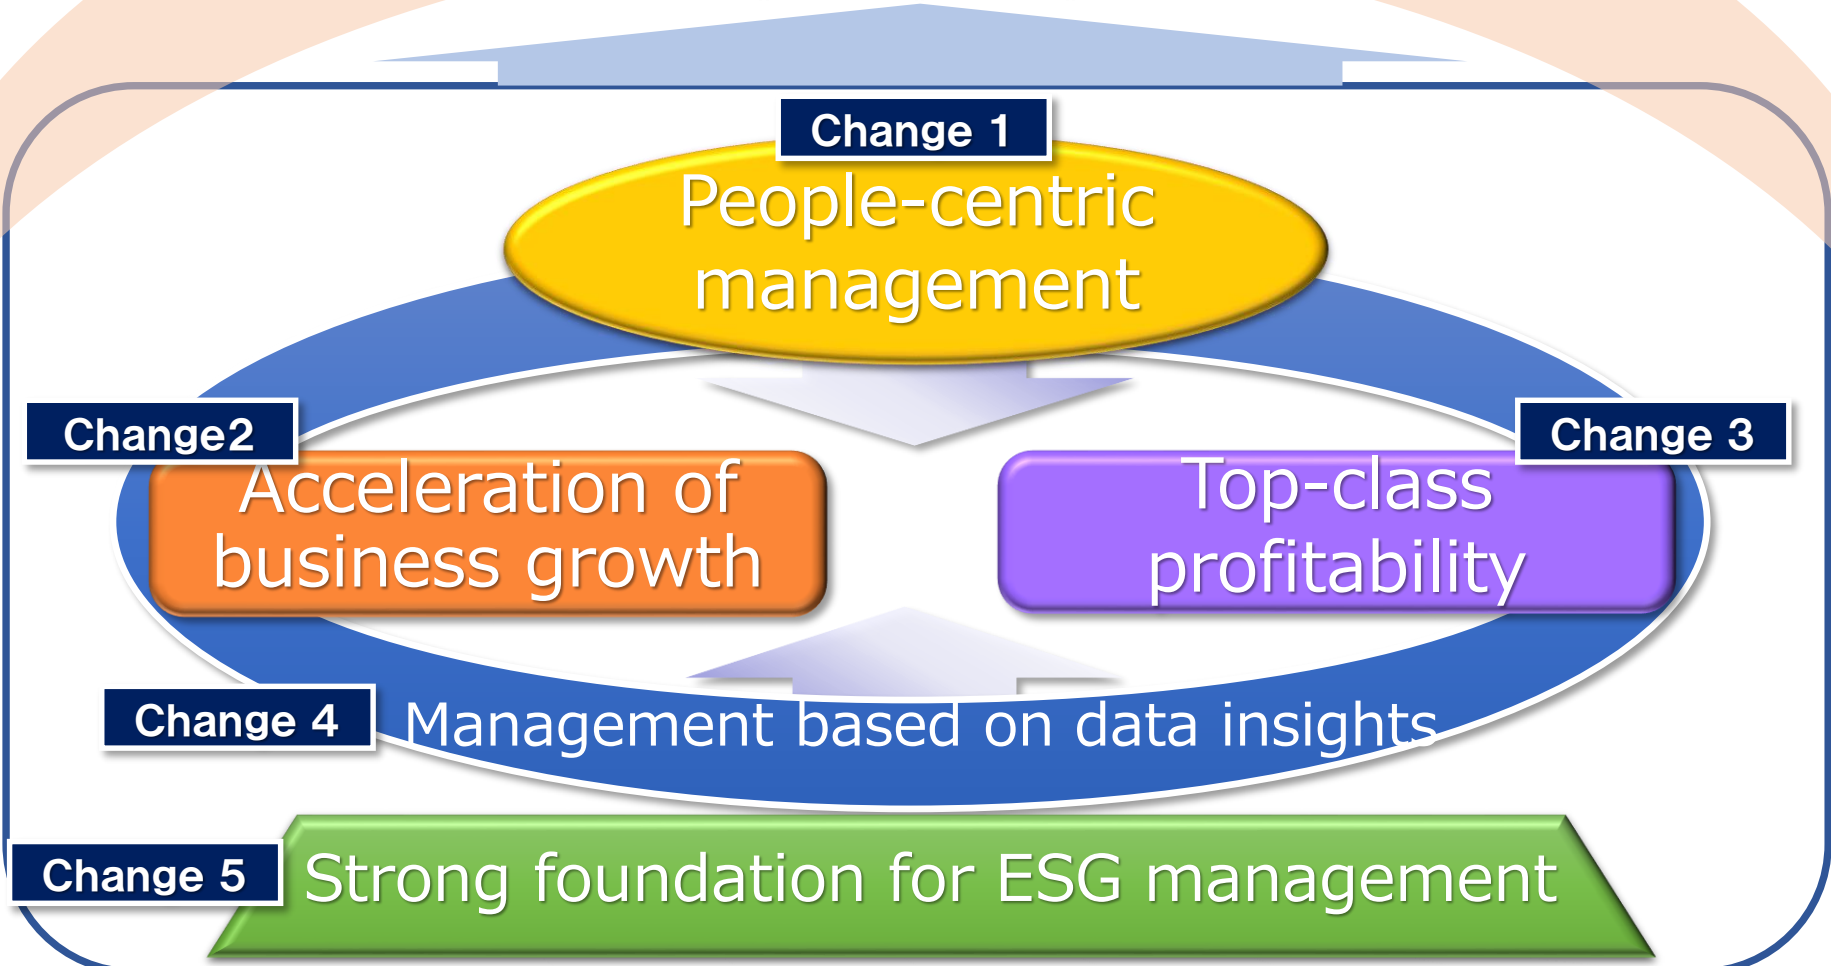 Change 1
People-centric
management
Change2
Acceleration of
business growth
Change 3
Top-class
profitability
Change 4
Management based on data insights
Change 5
Strong foundation for ESG management